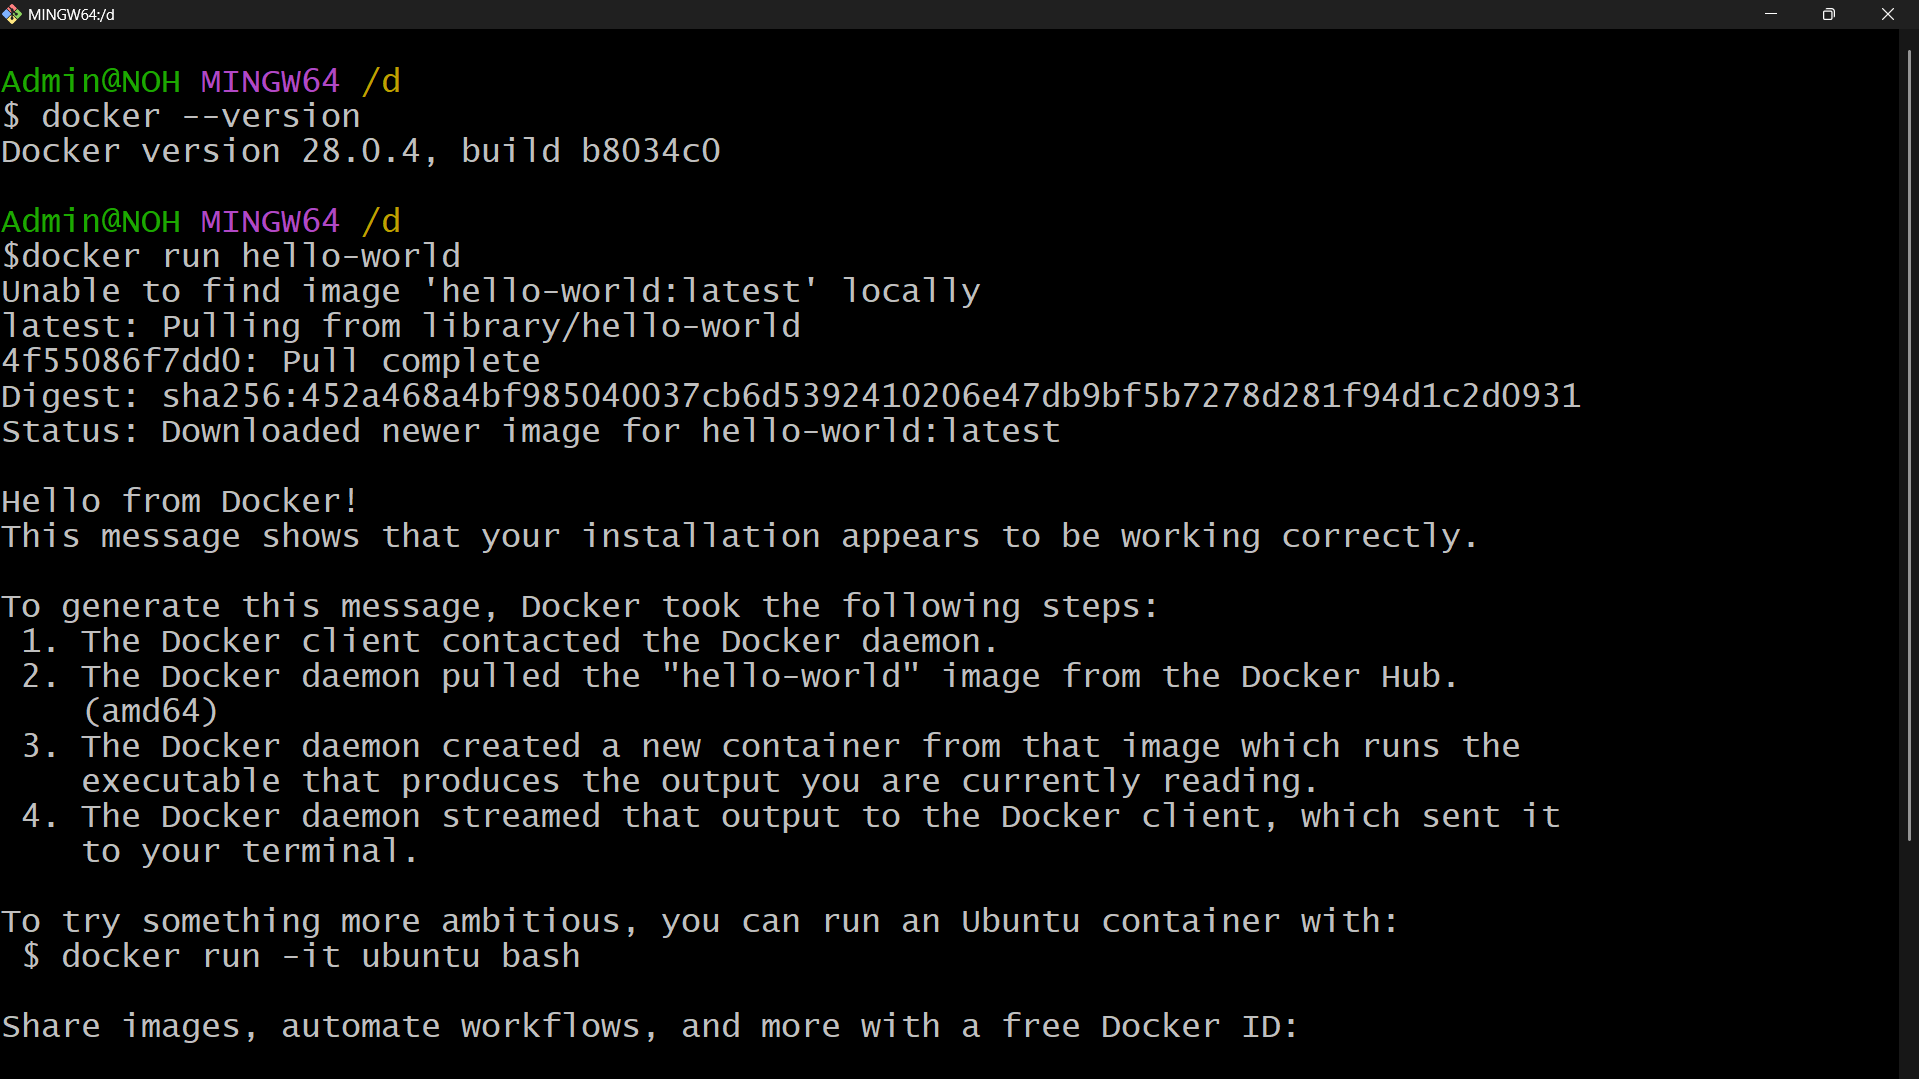 MINGW64:/d
Admin@NOH MINGW64 /d
$ docker --version
Docker version 28.0.4, build b8034c0
Admin@NOH MINGW64 /d
$docker run hello-world
Unable to find image 'hello-world:latest' locally
latest: Pulling from library/hello-world
4f55086f7dd0: Pull complete
Digest: sha256:452a468a4bf985040037cb6d5392410206e47db9bf5b7278d281f94d1c2d0931
Status: Downloaded newer image for hello-world:latest
Hello from Docker!
This message shows that your installation appears to be working correctly.
To generate this message, Docker took the following steps:
1. The Docker client contacted the Docker daemon.
2. The Docker daemon pulled the "hello-world" image from the Docker Hub.
(amd64)
3. The Docker daemon created a new container from that image which runs the
executable that produces the output you are currently reading.
4. The Docker daemon streamed that output to the Docker client, which sent it
to your terminal.
To try something more ambitious, you can run an Ubuntu container with:
$ docker run -it ubuntu bash
Share images, automate workflows, and more with a free Docker ID: